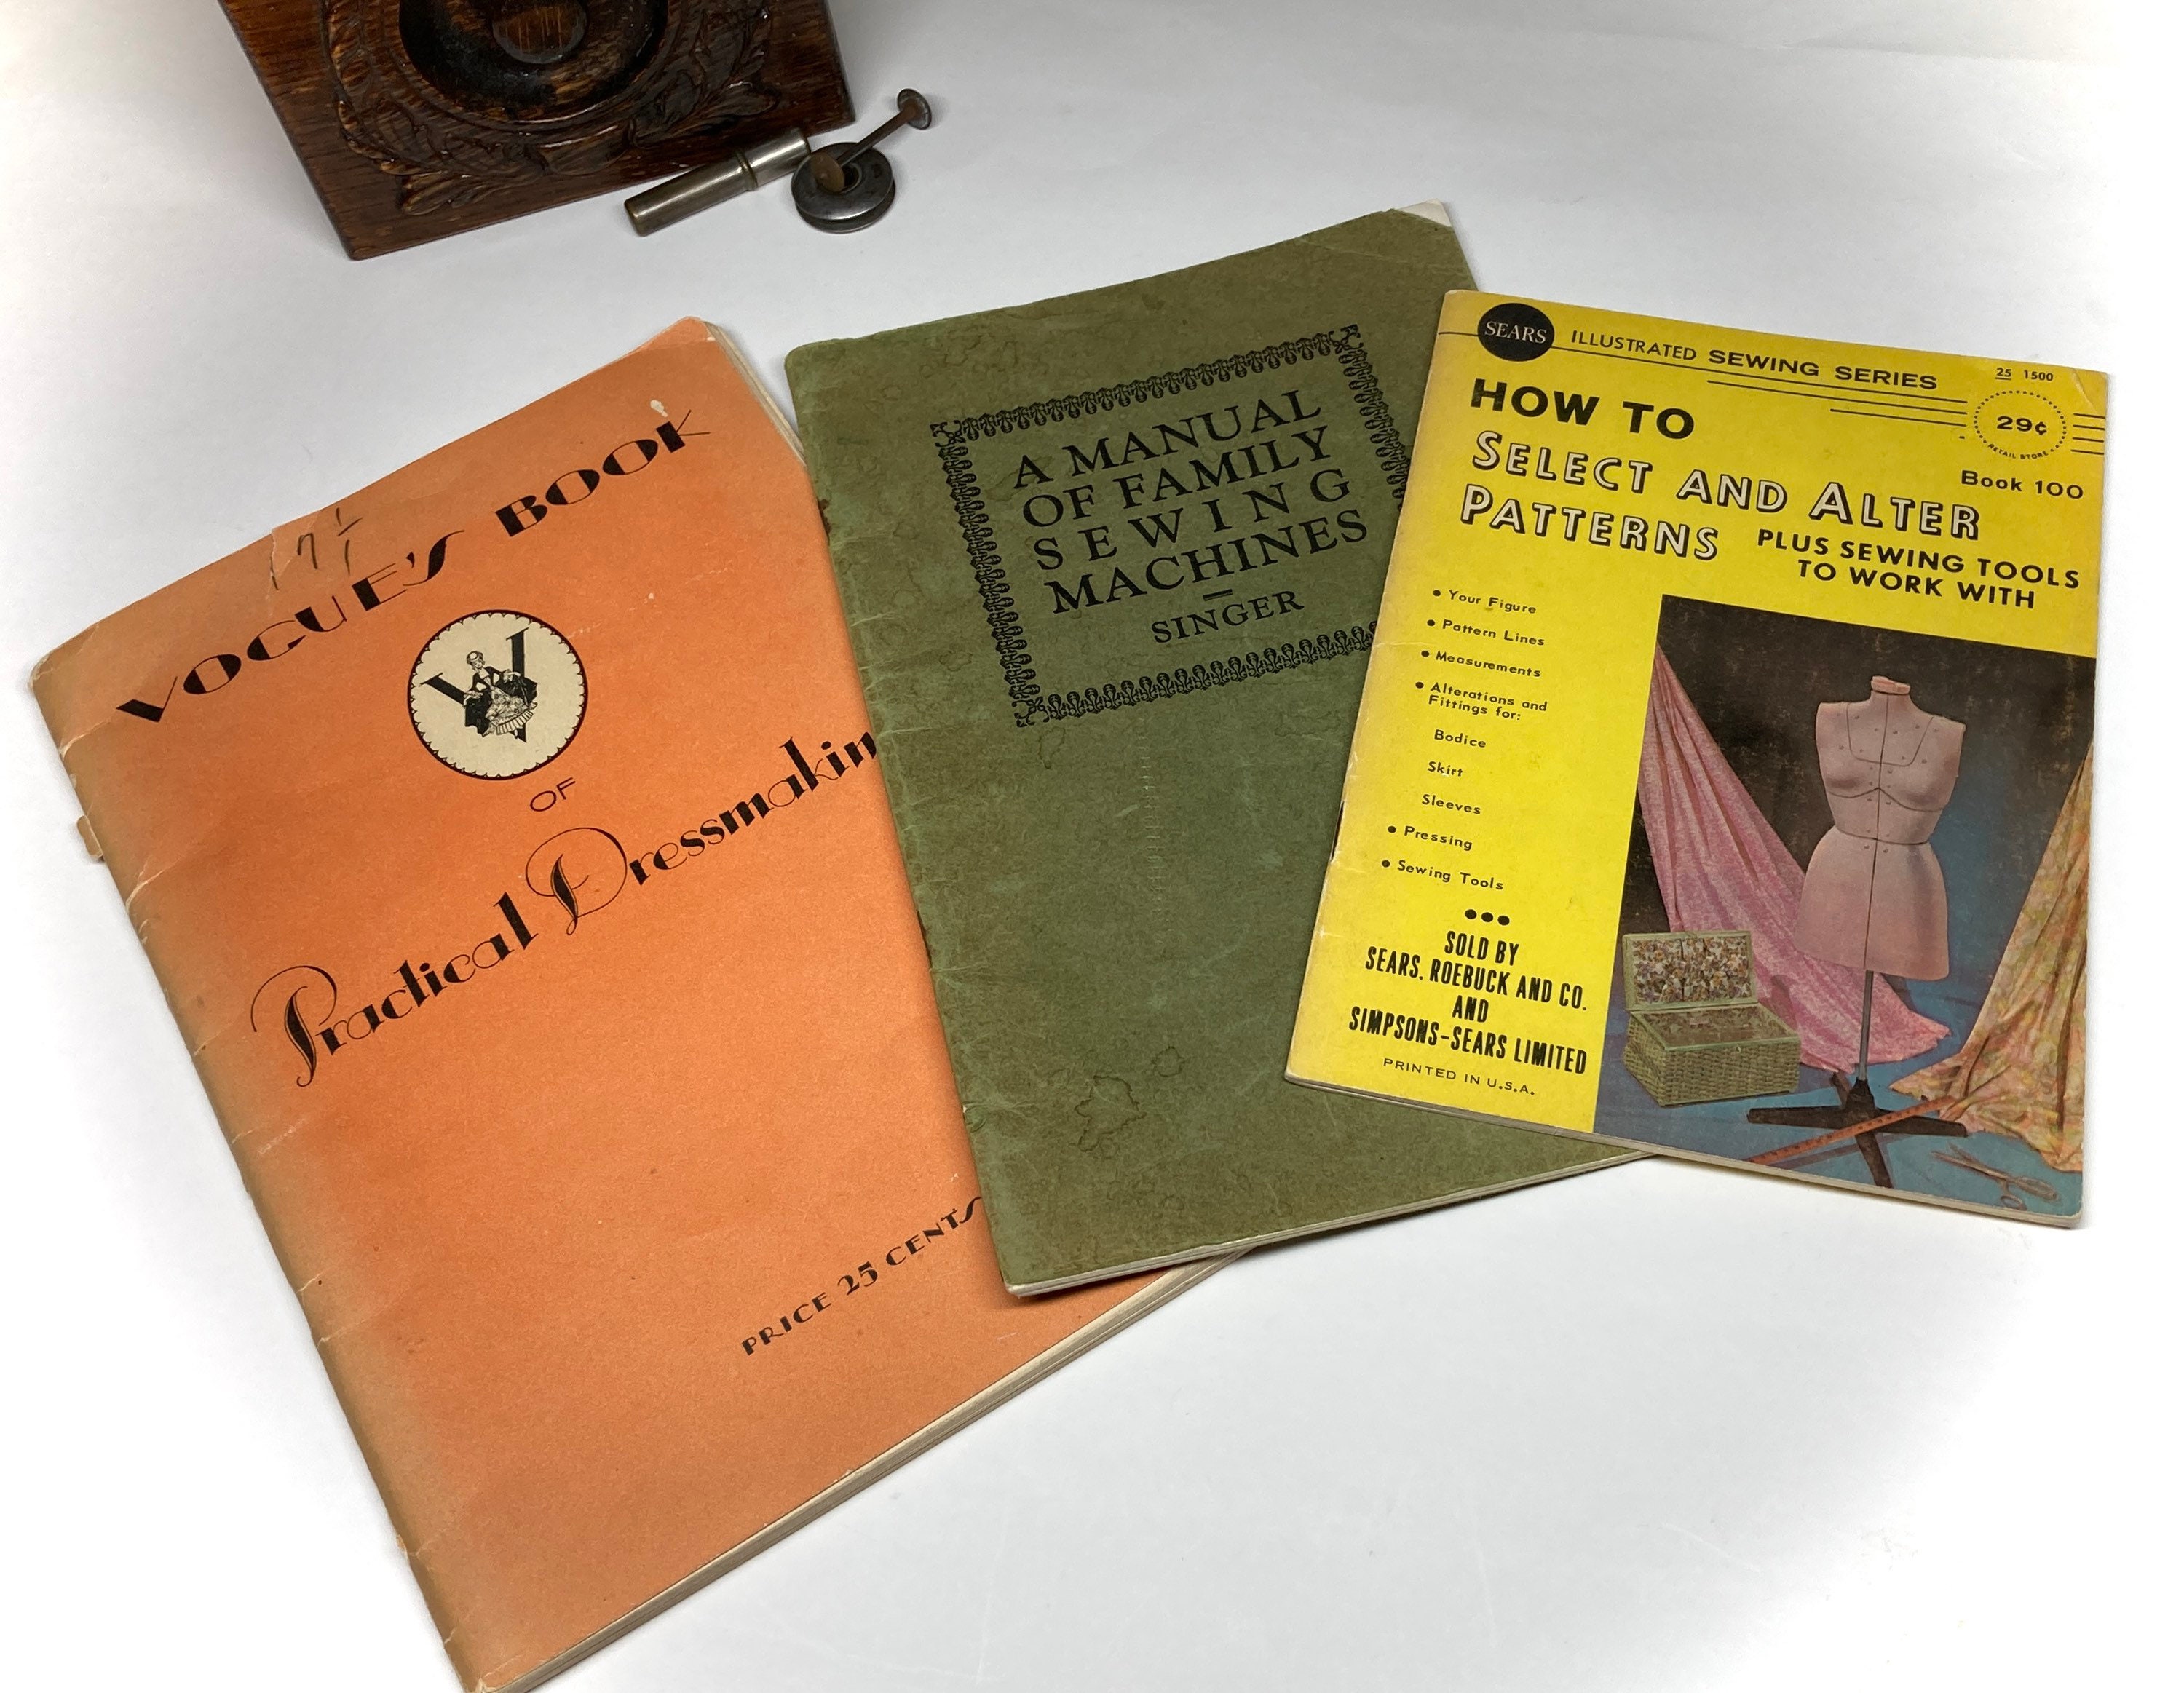 VOGUE'S BOOK
V
OF
Practical Dressmakin
PRICE 25 CENTS
A MANUAL
OF FAMILY
SEWING
MACHINES
SINGER
SEARS
ILLUSTRATED SEWING SERIES
25 1500
HOW TO
29¢
RETAIL STORE
SELECT AND ALTER
Book 100
PATTERNS
PLUS SEWING TOOLS
TO WORK WITH
• Your Figure
• Pattern Lines
• Measurements
• Alterations and
Fittings for:
Bodice
Skirt
Sleeves
• Pressing
• Sewing Tools
SOLD BY
SEARS, ROEBUCK AND CO.
AND
SIMPSONS-SEARS LIMITED
PRINTED IN U.S.A.